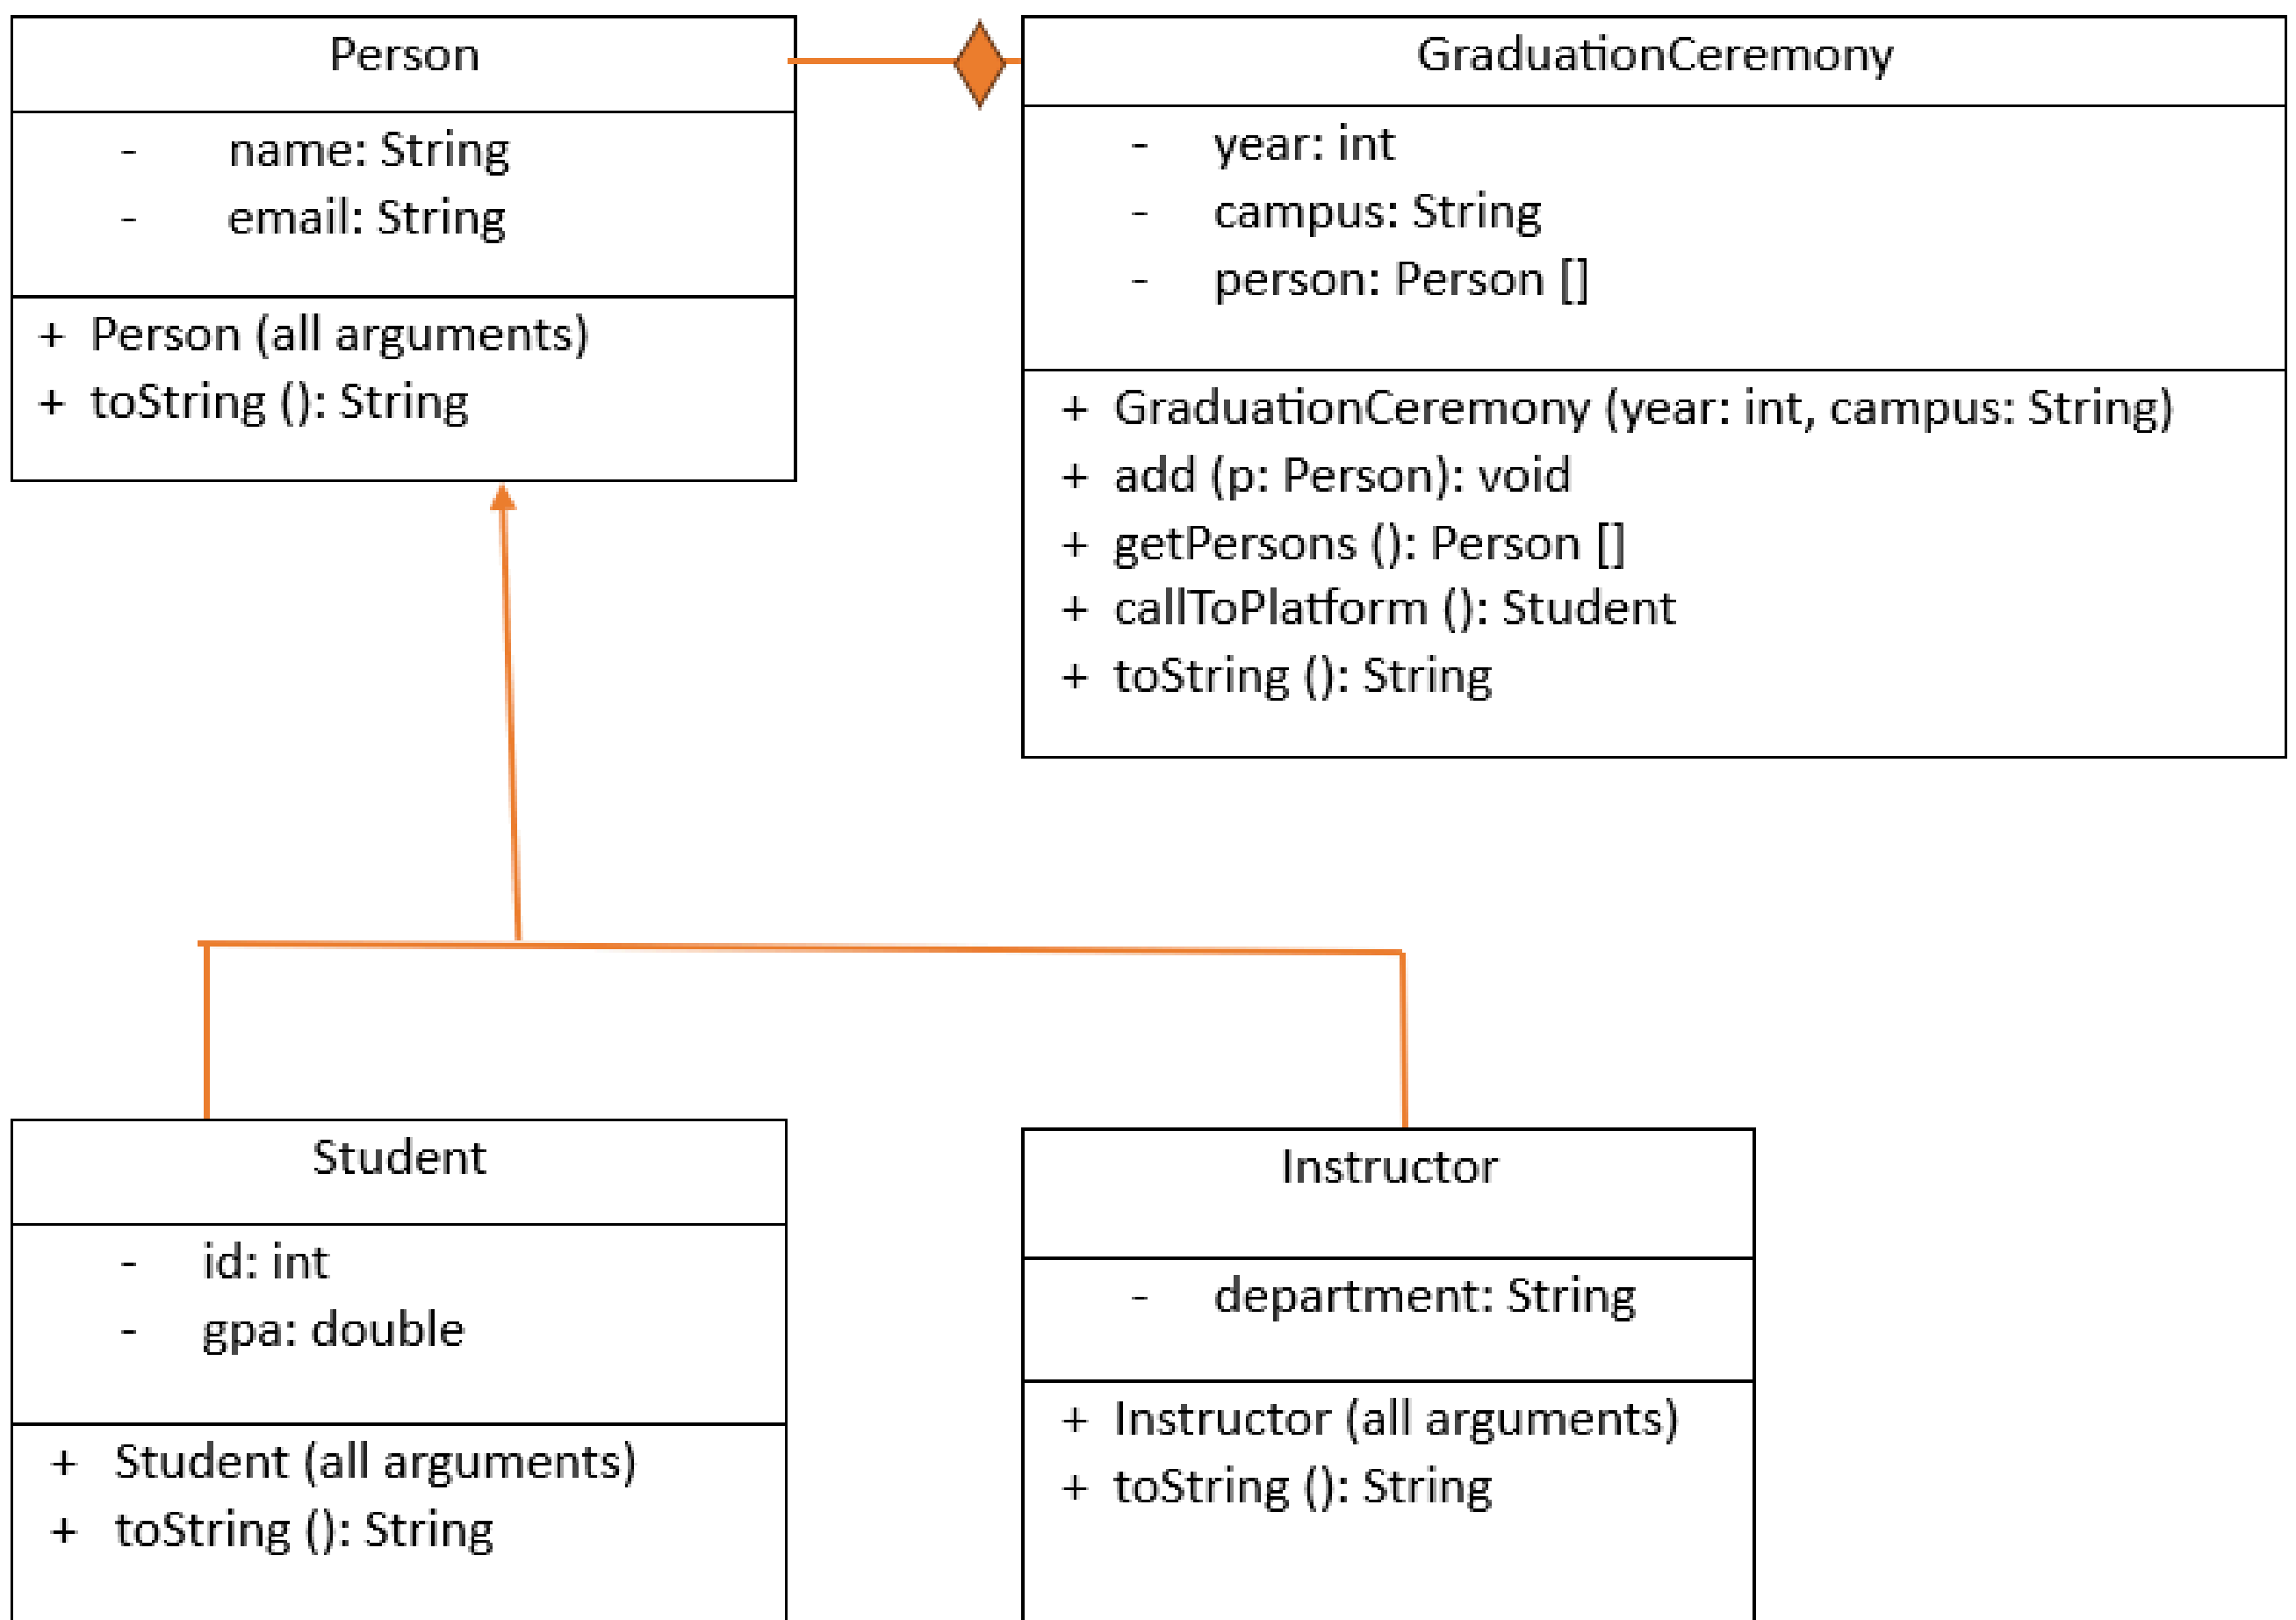 Person
- name: String
- email: String
+ Person (all arguments)
+ toString (): String
GraduationCeremony
- year: int
- campus: String
- person: Person []
+ GraduationCeremony (year: int, campus: String)
+ add (p: Person): void
+ getPersons (): Person []
+ callToPlatform (): Student
+ toString (): String
Student
- id: int
- gpa: double
+ Student (all arguments)
+ toString (): String
Instructor
- department: String
+ Instructor (all arguments)
+ toString (): String